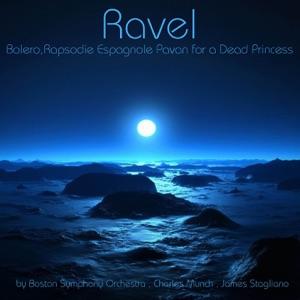 Ravel
Bolero,Rapsodie Espagnole Pavan for a Dead Princess
by Boston Symphony Orchestra , Charles Munch , James Stagliano